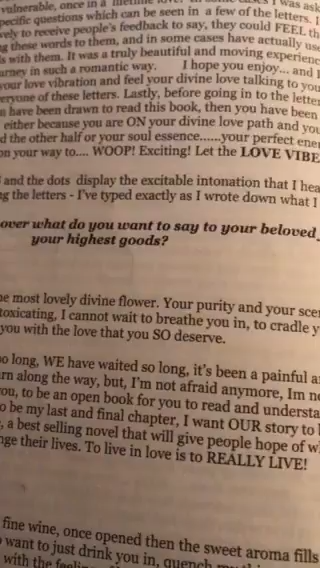 vulnerable, once in a
specific questions which can be seen in a few of the letters. I
to receive people's feedback to say, they could FEEL th
these words to them, and in some cases have actually use
s with them. It was a truly beautiful and moving experienc
in such a romantic way. I hope you enjoy... and I
your love vibration and feel your divine love talking to you
of these letters. Lastly, before going in to the letter
have been drawn to read this book, then you have been
either because you are ON your divine love path and you
d the other half or your soul essence......your perfect ener
on your way to.... WOOP! Exciting! Let the LOVE VIBE
and the dots display the excitable intonation that I hea
ng the letters - I've typed exactly as I wrote down what I
over what do you want to say to your beloved
your highest goods?
e most lovely divine flower. Your purity and your sce
toxicating, I cannot wait to breathe you in, to cradle y
you with the love that you SO deserve.
oo long, WE have waited so long, it's been a painful a
rn along the way, but, I'm not afraid anymore, Im n
ou, to be an open book for you to read and understa
o be my last and final chapter, I want OUR story to
, a best selling novel that will give people hope of w
nge their lives. To live in love is to REALLY LIVE!
fine wine, once opened then the sweet aroma fills
want to just drink you in, quench
with the